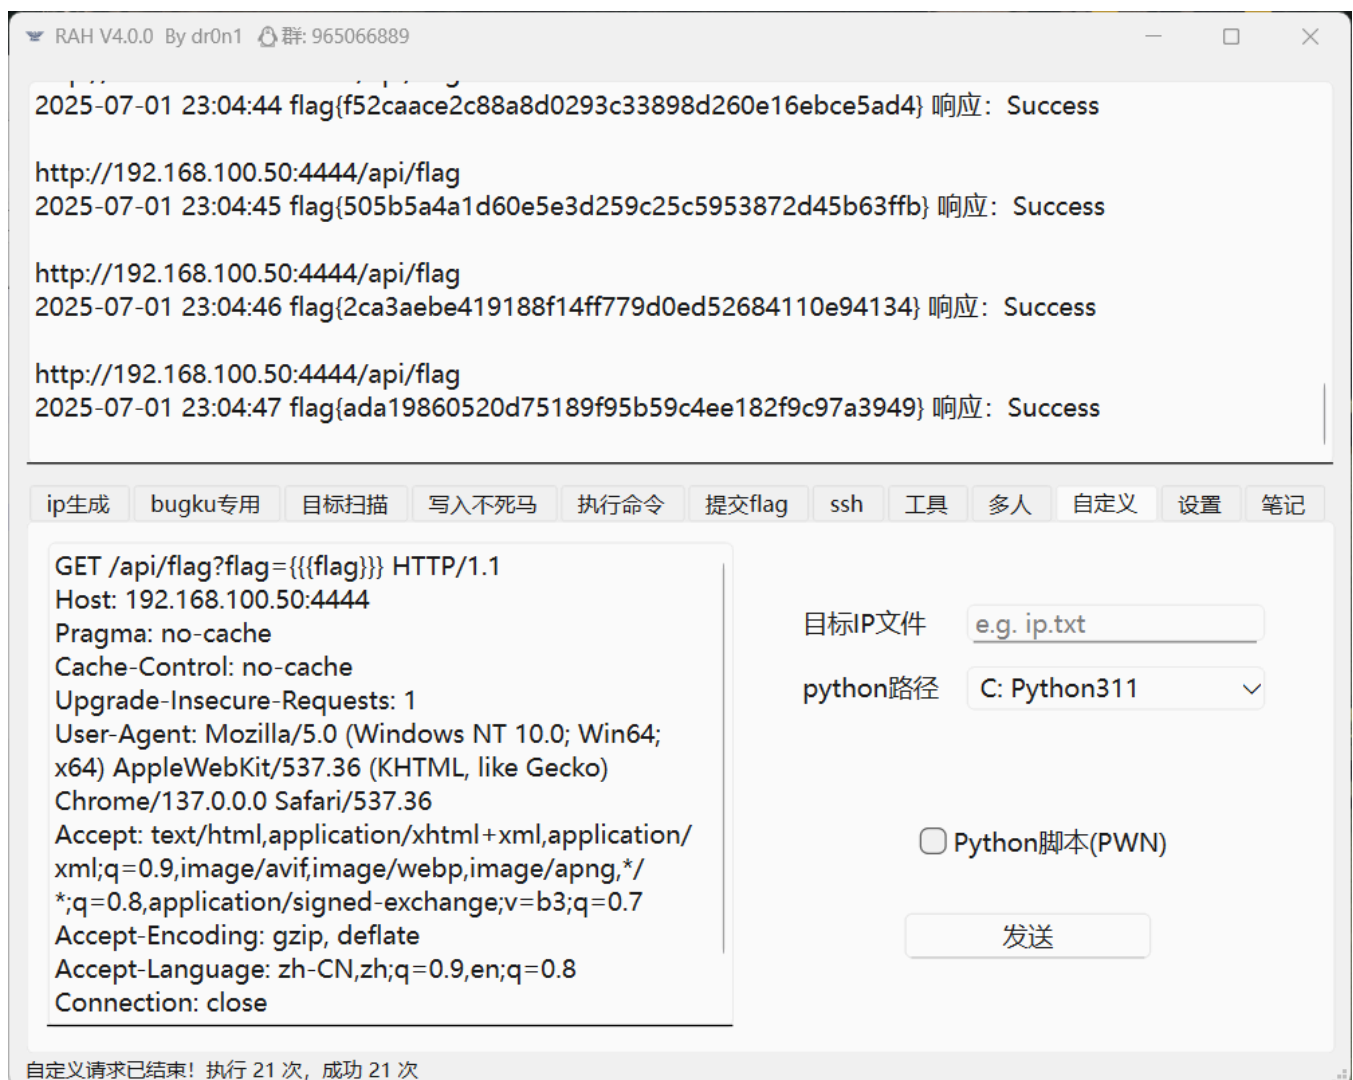 RAH V4.0.0 By dr0n1 群: 965066889
2025-07-01 23:04:44 flag{f52caace2c88a8d0293c33898d260e16ebce5ad4} 响应：Success
http://192.168.100.50:4444/api/flag
2025-07-01 23:04:45 flag{505b5a4a1d60e5e3d259c25c5953872d45b63ffb} 响应：Success
http://192.168.100.50:4444/api/flag
2025-07-01 23:04:46 flag{2ca3aebe419188f14ff779d0ed52684110e94134} 响应：Success
http://192.168.100.50:4444/api/flag
2025-07-01 23:04:47 flag{ada19860520d75189f95b59c4ee182f9c97a3949} 响应：Success
ip生成 bugku专用 目标扫描 写入不死马 执行命令 提交flag ssh 工具 多人 自定义 设置 笔记
GET /api/flag?flag={{{flag}}} HTTP/1.1
Host: 192.168.100.50:4444
Pragma: no-cache
Cache-Control: no-cache
Upgrade-Insecure-Requests: 1
User-Agent: Mozilla/5.0 (Windows NT 10.0; Win64;
x64) AppleWebKit/537.36 (KHTML, like Gecko)
Chrome/137.0.0.0 Safari/537.36
Accept: text/html,application/xhtml+xml,application/
xml;q=0.9,image/avif,image/webp,image/apng,*/
*;q=0.8,application/signed-exchange;v=b3;q=0.7
Accept-Encoding: gzip, deflate
Accept-Language: zh-CN,zh;q=0.9,en;q=0.8
Connection: close
目标IP文件 e.g. ip.txt
python路径 C: Python311
Python脚本(PWN)
发送
自定义请求已结束！执行 21 次，成功 21 次